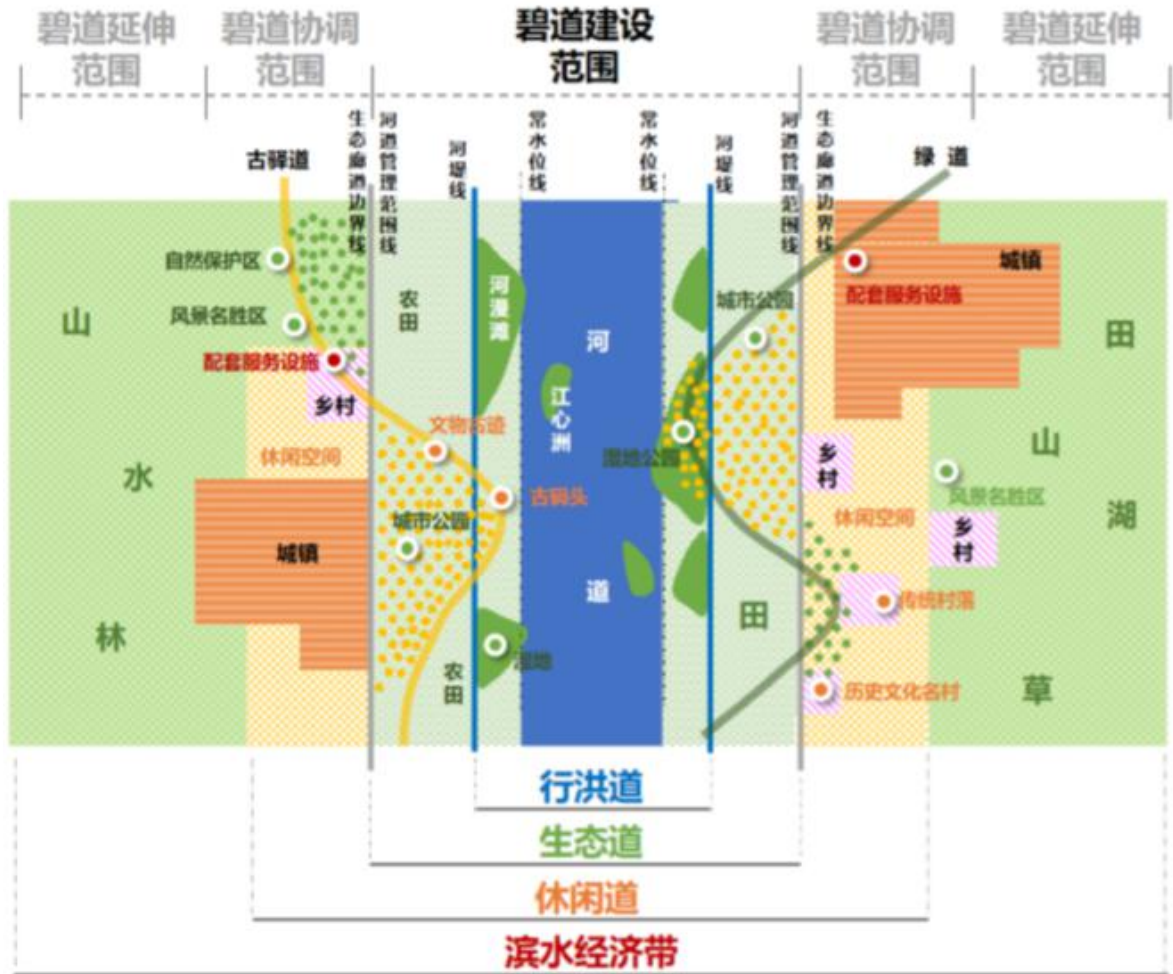 碧道延伸
范围
碧道协调
范围
碧道建设
范围
碧道协调
范围
碧道延伸
范围
古驿道
生态廊道边界线
河道管理范围线
河堤线
常水位线
常水位线
河堤线
河道管理范围线
生态廊道边界线
绿 道
自然保护区
风景名胜区
配套服务设施
乡村
休闲空间
山
水
林
城镇
农田
河漫滩
文物古迹
古码头
城市公园
农田
湿地
河
道
江心洲
城市公园
湿地公园
田
城镇
配套服务设施
乡村
休闲空间
风景名胜区
乡村
传统村落
历史文化名村
田
山
湖
草
行洪道
生态道
休闲道
滨水经济带